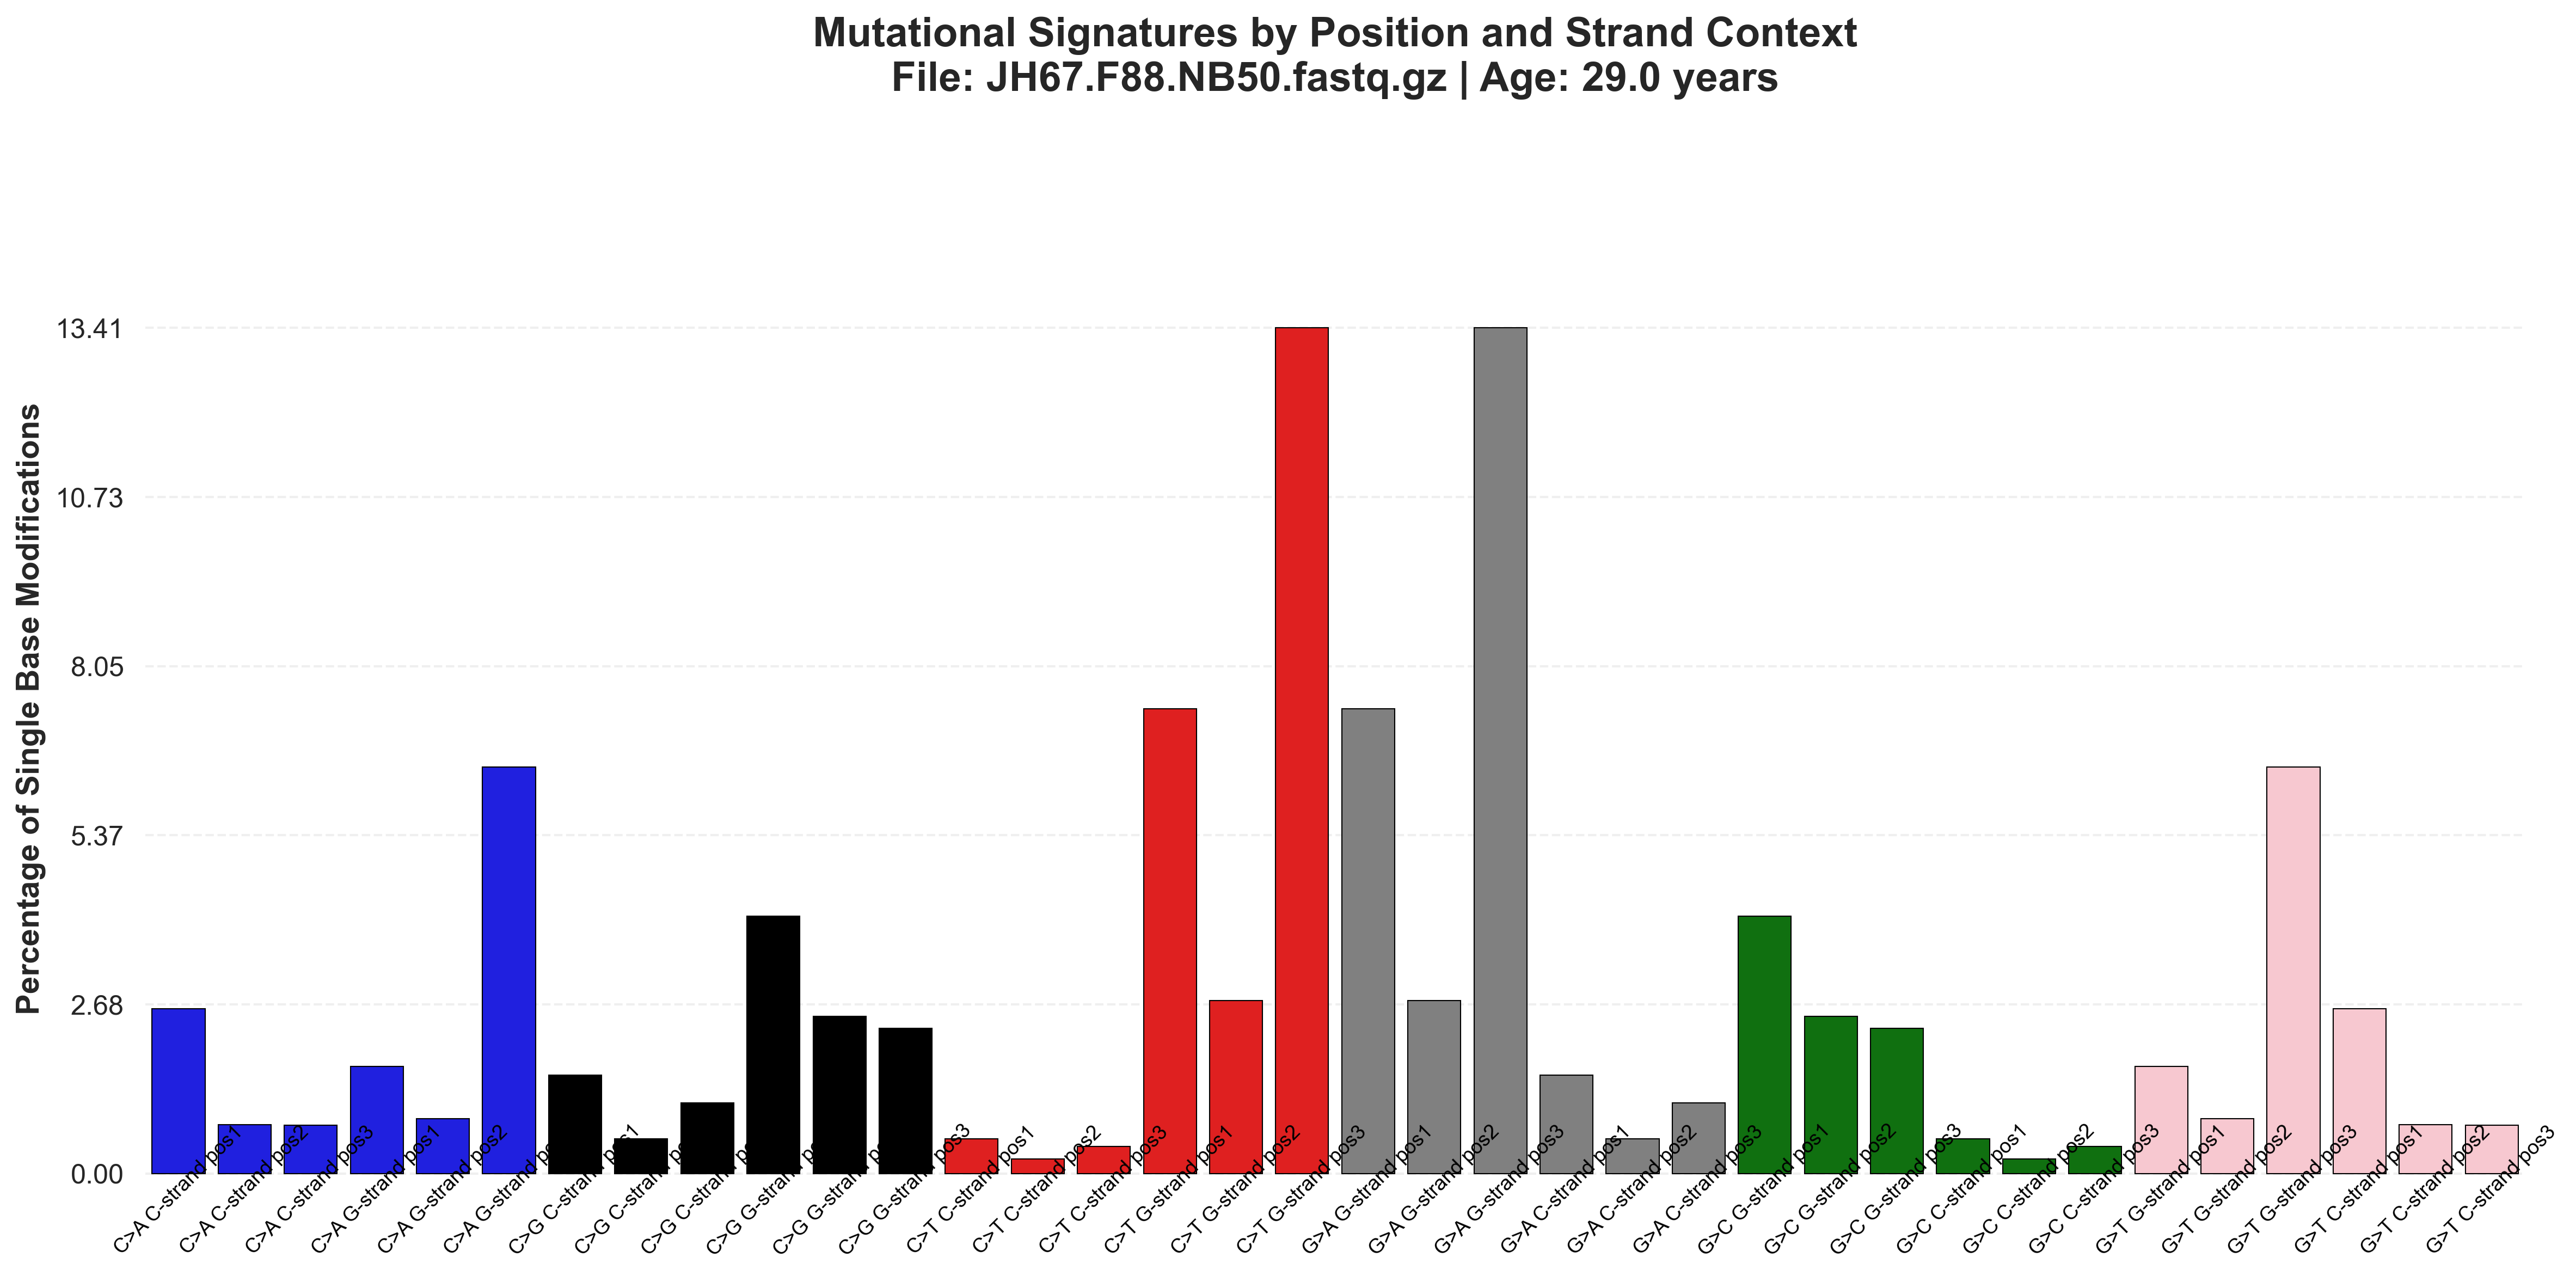 Mutational Signatures by Position and Strand Context
File: JH67.F88.NB50.fastq.gz | Age: 29.0 years
Percentage of Single Base Modifications
13.41
10.73
8.05
5.37
2.68
0.00
C>A C-strand pos1
C>A C-strand pos2
C>A C-strand pos3
C>A G-strand pos1
C>A G-strand pos2
C>A G-strand pos3
C>G C-strand pos1
C>G C-strand pos2
C>G C-strand pos3
C>G G-strand pos1
C>G G-strand pos2
C>G G-strand pos3
C>T C-strand pos1
C>T C-strand pos2
C>T C-strand pos3
C>T G-strand pos1
C>T G-strand pos2
C>T G-strand pos3
G>A G-strand pos1
G>A G-strand pos2
G>A G-strand pos3
G>A C-strand pos1
G>A C-strand pos2
G>A C-strand pos3
G>C G-strand pos1
G>C G-strand pos2
G>C G-strand pos3
G>C C-strand pos1
G>C C-strand pos2
G>C C-strand pos3
G>T G-strand pos1
G>T G-strand pos2
G>T G-strand pos3
G>T C-strand pos1
G>T C-strand pos2
G>T C-strand pos3